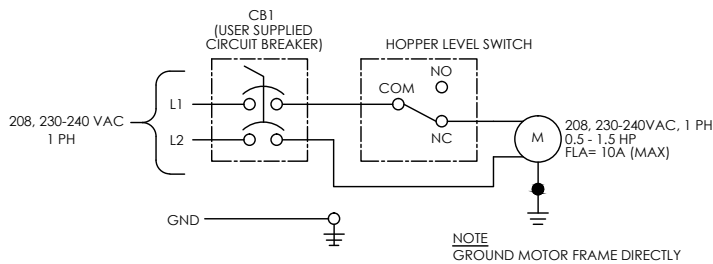 CB1
(USER SUPPLIED
CIRCUIT BREAKER)
HOPPER LEVEL SWITCH
NO
COM
NC
L1
L2
208, 230-240 VAC
1 PH
M
208, 230-240VAC, 1 PH
0.5 - 1.5 HP
FLA= 10A (MAX)
GND
NOTE
GROUND MOTOR FRAME DIRECTLY